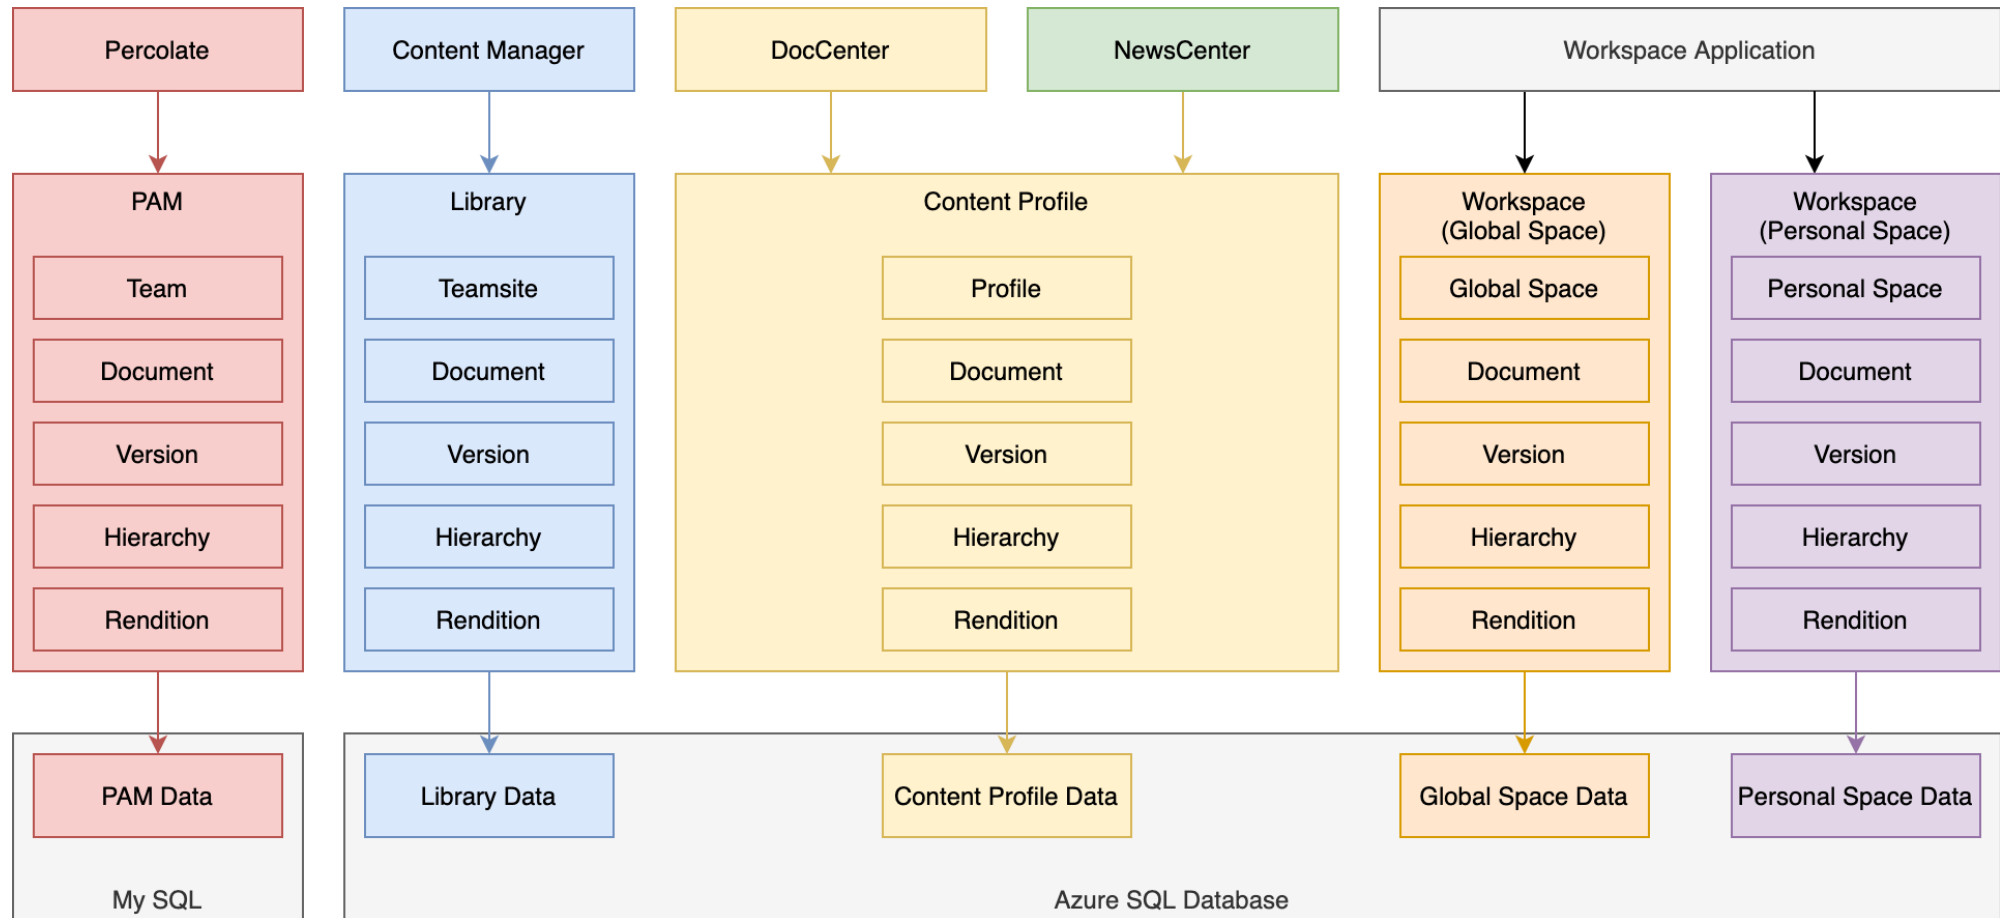 Percolate
Content Manager
DocCenter
NewsCenter
Workspace Application
PAM
Team
Document
Version
Hierarchy
Rendition
Library
Teamsite
Document
Version
Hierarchy
Rendition
Content Profile
Profile
Document
Version
Hierarchy
Rendition
Workspace
(Global Space)
Global Space
Document
Version
Hierarchy
Rendition
Workspace
(Personal Space)
Personal Space
Document
Version
Hierarchy
Rendition
PAM Data
Library Data
Content Profile Data
Global Space Data
Personal Space Data
My SQL
Azure SQL Database